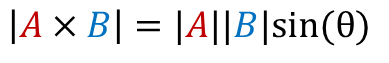 |A × B| = |A||B|sin(θ)